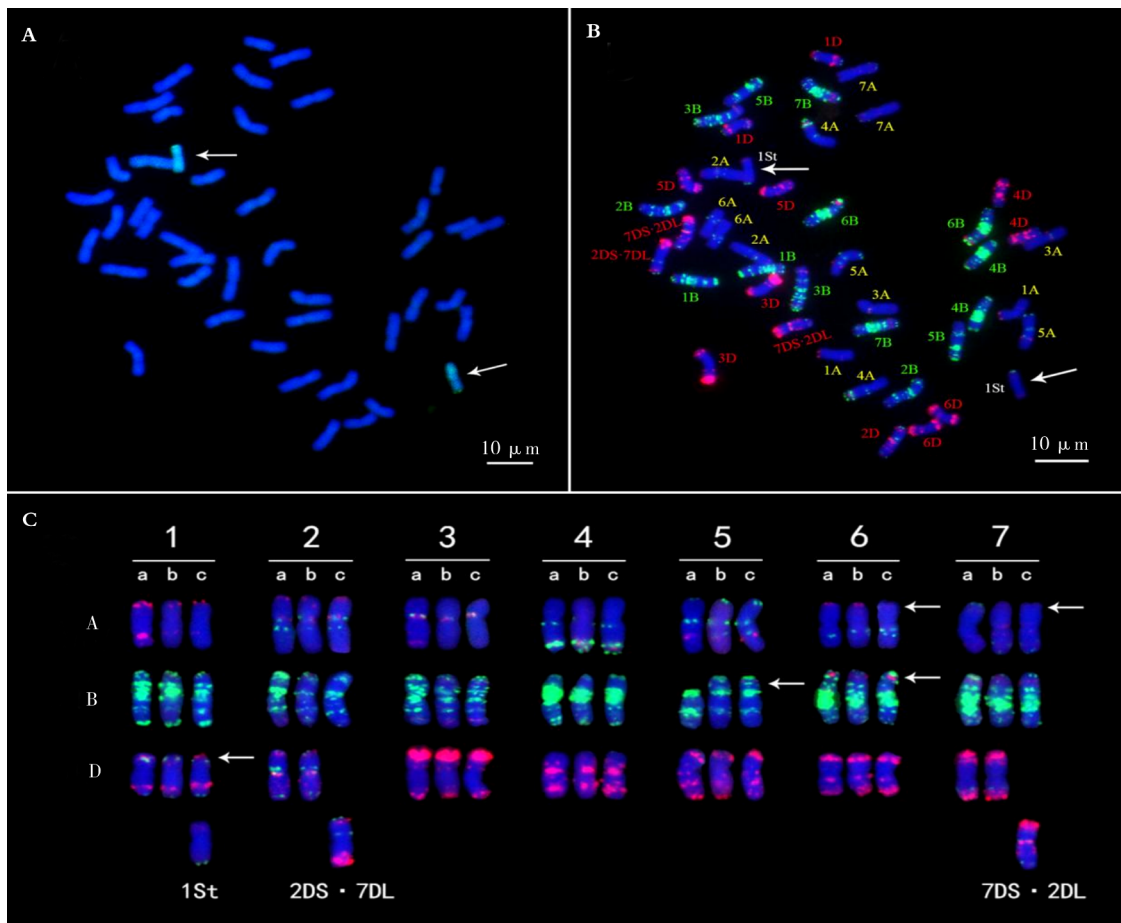 A
10 μm
B
1D
7A
5B
7B
3B
7A
4A
1D
1St
2A
5D
5D
4D
2B
6A
6B
6B
7DS·2DL
6A
4D
2DS·7DL
2A
3A
1B
4B
5A
1B
3D
3B
3A
1A
4B
7DS·2DL
7B
5B
5A
3D
1A
4A
2B
1St
6D
2D
6D
10 μm
C
1 2 3 4 5 6 7
a b c a b c a b c a b c a b c a b c a b c
A
B
D
1St 2DS·7DL 7DS·2DL